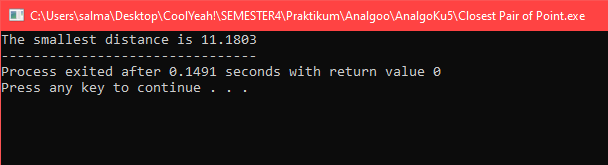 C:\Users\salma\Desktop\CoolYeah!\SEMESTER4\Praktikum\Analgoo\AnalgoKu5\Closest Pair of Point.exe
The smallest distance is 11.1803
--------------------------------
Process exited after 0.1491 seconds with return value 0
Press any key to continue . . .